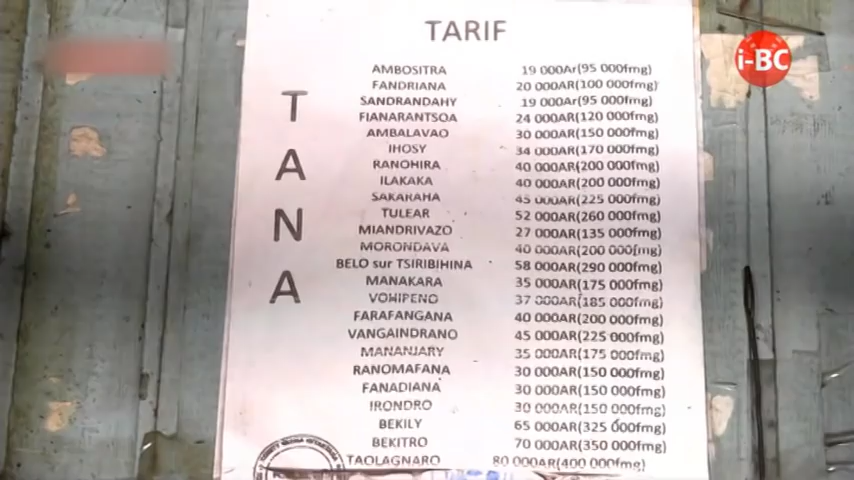 TARIF
i-BC
TANA
AMBOSITRA 19 000Ar(95 000fmg)
FANDRIANA 20 000AR(100 000fmg)
SANDRANDAHY 19 000Ar(95 000fmg)
FIANARANTSOA 24 000AR(120 000fmg)
AMBALAVAO 30 000AR(150 000fmg)
IHOSY 34 000AR(170 000fmg)
RANOHIRA 40 000AR(200 000fmg)
ILAKAKA 40 000AR(200 000fmg)
SAKARAHA 45 000AR(225 000fmg)
TULEAR 52 000AR(260 000fmg)
MIANDRIVAZO 27 000AR(135 000fmg)
MORONDAVA 40 000AR(200 000fmg)
BELO sur TSIRIBIHINA 58 000AR(290 000fmg)
MANAKARA 35 000AR(175 000fmg)
VOHIPENO 37 000AR(185 000fmg)
FARAFANGANA 40 000AR(200 000fmg)
VANGAINDRANO 45 000AR(225 000fmg)
MANANJARY 35 000AR(175 000fmg)
RANOMAFANA 30 000AR(150 000fmg)
FANADIANA 30 000AR(150 000fmg)
IRONDRO 30 000AR(150 000fmg)
BEKILY 65 000AR(325 000fmg)
BEKITRO 70 000AR(350 000fmg)
TAOLAGNARO 80 000AR(400 000fmg)